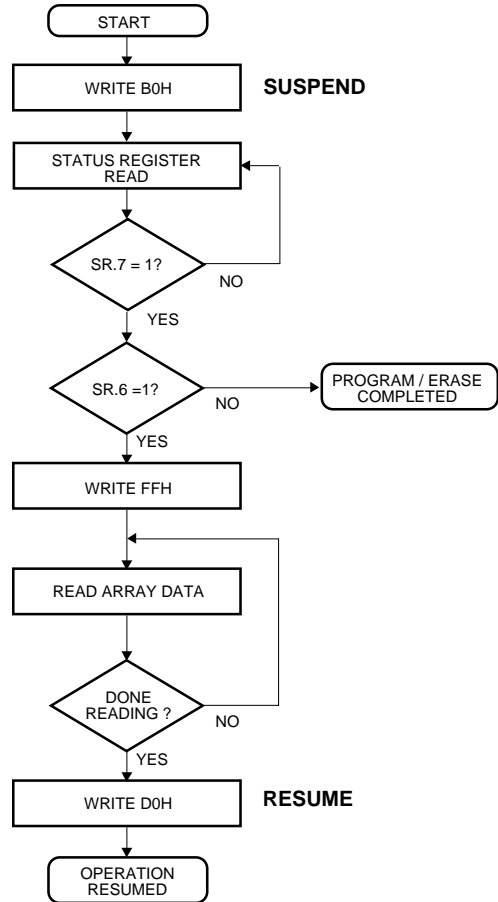 START
WRITE B0H
SUSPEND
STATUS REGISTER
READ
SR.7 = 1?
NO
YES
SR.6 =1?
NO
PROGRAM / ERASE
COMPLETED
YES
WRITE FFH
READ ARRAY DATA
DONE
READING ?
NO
YES
WRITE D0H
RESUME
OPERATION
RESUMED